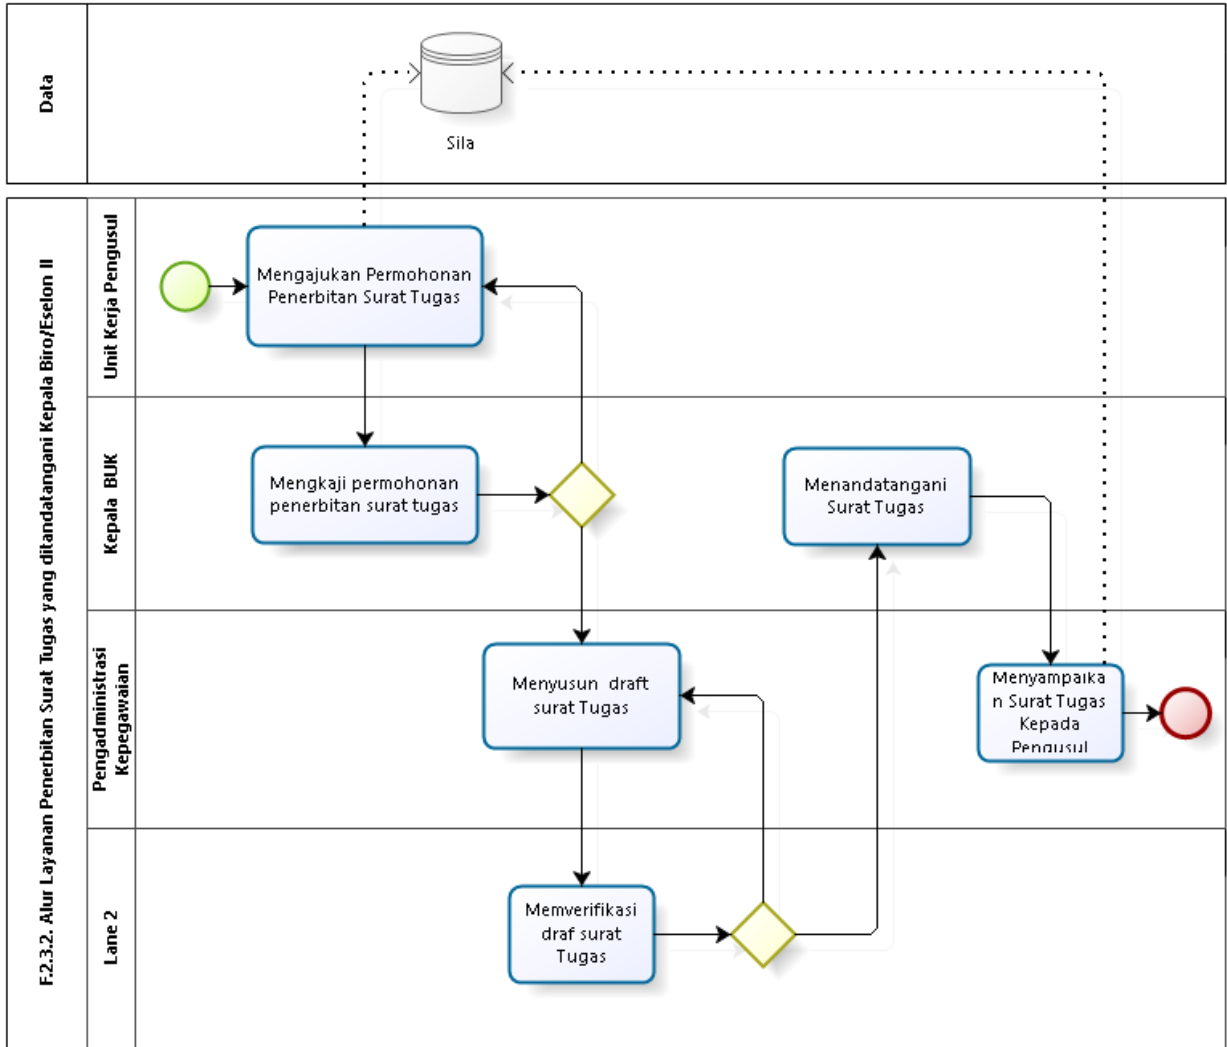 Data
Sila
F.2.3.2. Alur Layanan Penerbitan Surat Tugas yang ditandatangani Kepala Biro/Eselon II
Unit Kerja Pengusul
Mengajukan Permohonan
Penerbitan Surat Tugas
Kepala BUK
Mengkaji permohonan
penerbitan surat tugas
Menandatangani
Surat Tugas
Pengadministrasi
Kepegawaian
Menyusun draft
surat Tugas
Menyampaika
n Surat Tugas
Kepada
Pengusul
Lane 2
Memverifikasi
draf surat
Tugas